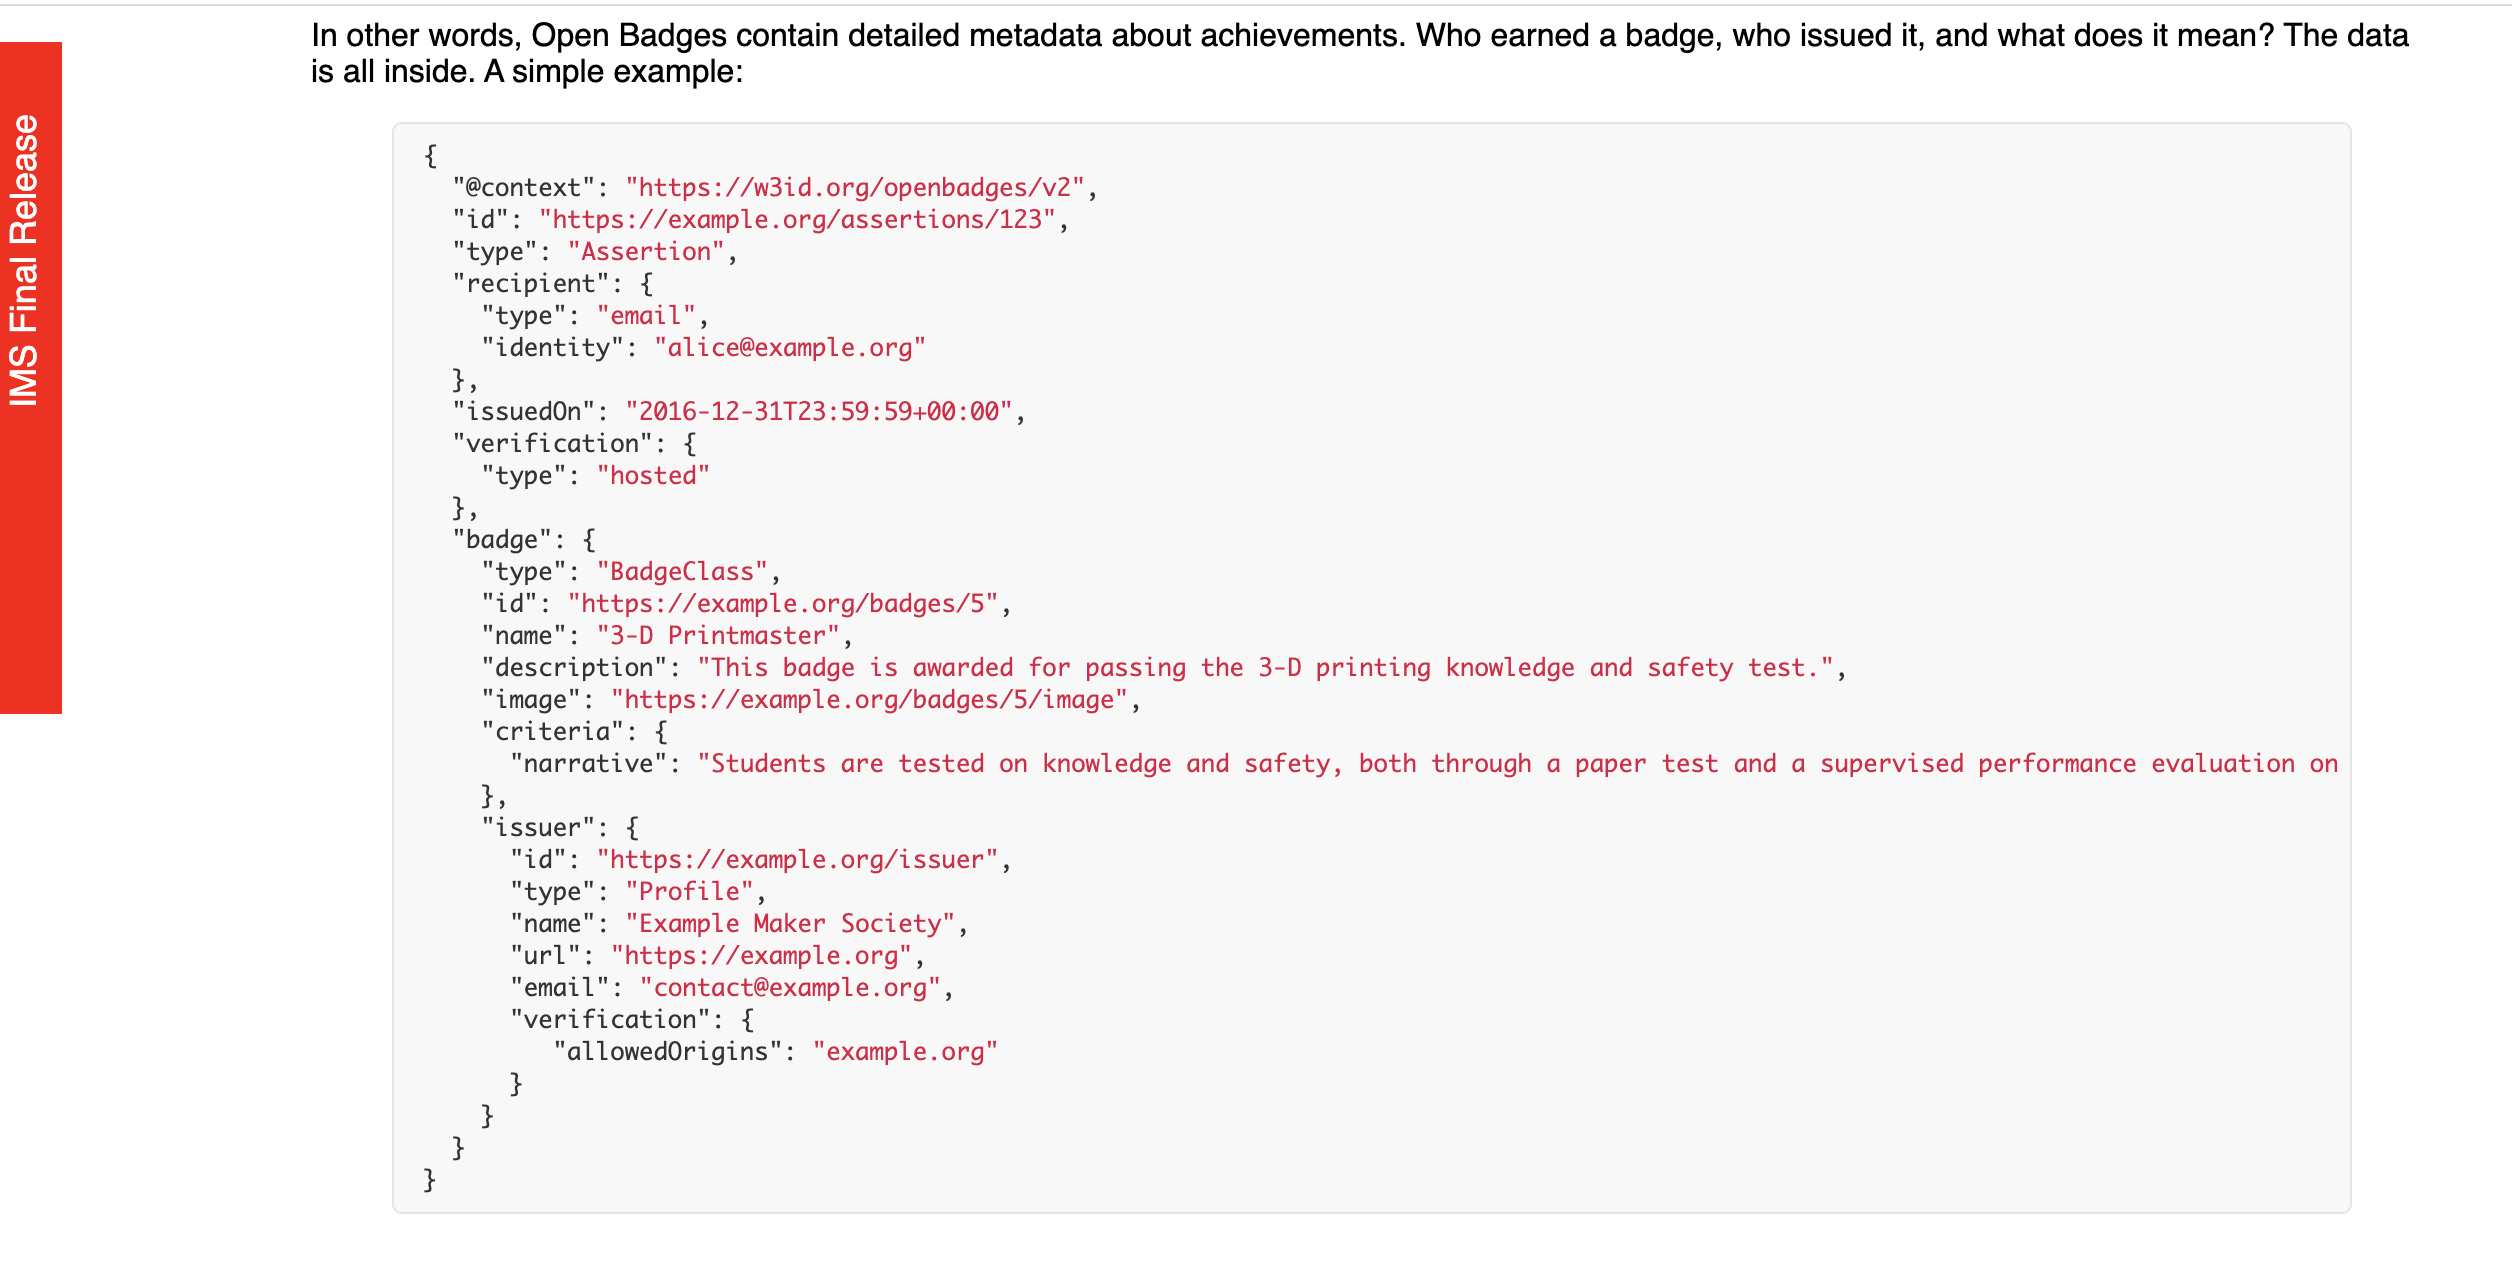 In other words, Open Badges contain detailed metadata about achievements. Who earned a badge, who issued it, and what does it mean? The data
is all inside. A simple example:
IMS Final Release
{
  "@context": "https://w3id.org/openbadges/v2",
  "id": "https://example.org/assertions/123",
  "type": "Assertion",
  "recipient": {
    "type": "email",
    "identity": "alice@example.org"
  },
  "issuedOn": "2016-12-31T23:59:59+00:00",
  "verification": {
    "type": "hosted"
  },
  "badge": {
    "type": "BadgeClass",
    "id": "https://example.org/badges/5",
    "name": "3-D Printmaster",
    "description": "This badge is awarded for passing the 3-D printing knowledge and safety test.",
    "image": "https://example.org/badges/5/image",
    "criteria": {
      "narrative": "Students are tested on knowledge and safety, both through a paper test and a supervised performance evaluation on
    },
    "issuer": {
      "id": "https://example.org/issuer",
      "type": "Profile",
      "name": "Example Maker Society",
      "url": "https://example.org",
      "email": "contact@example.org",
      "verification": {
         "allowedOrigins": "example.org"
      }
    }
  }
}